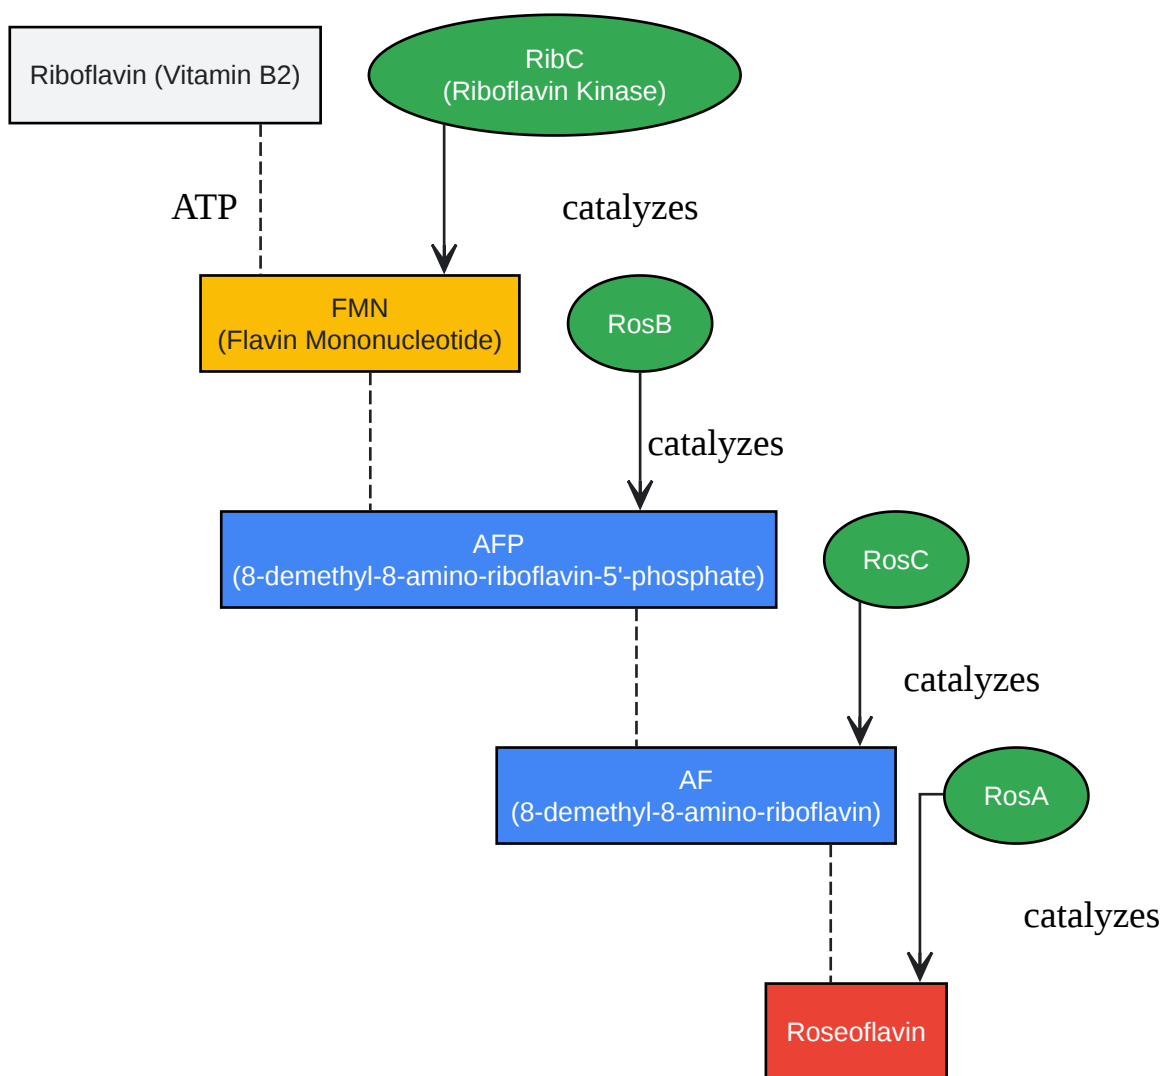 Riboflavin (Vitamin B2)
RibC
(Riboflavin Kinase)
ATP
catalyzes
FMN
(Flavin Mononucleotide)
RosB
catalyzes
AFP
(8-demethyl-8-amino-riboflavin-5'-phosphate)
RosC
catalyzes
AF
(8-demethyl-8-amino-riboflavin)
RosA
catalyzes
Roseoflavin